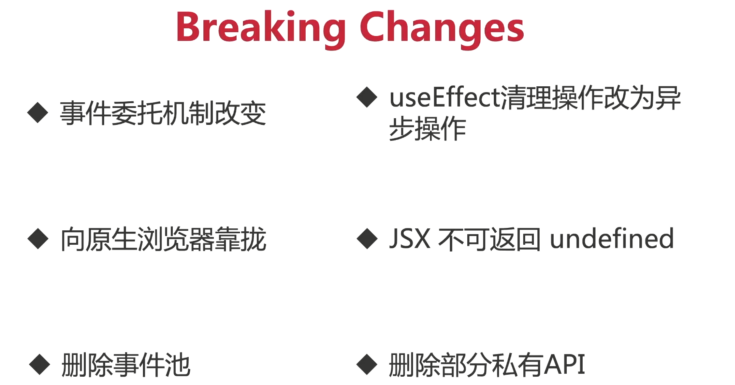 Breaking Changes
◆ 事件委托机制改变
◆ 向原生浏览器靠拢
◆ 删除事件池
◆ useEffect清理操作改为异
步操作
◆ JSX 不可返回 undefined
◆ 删除部分私有API